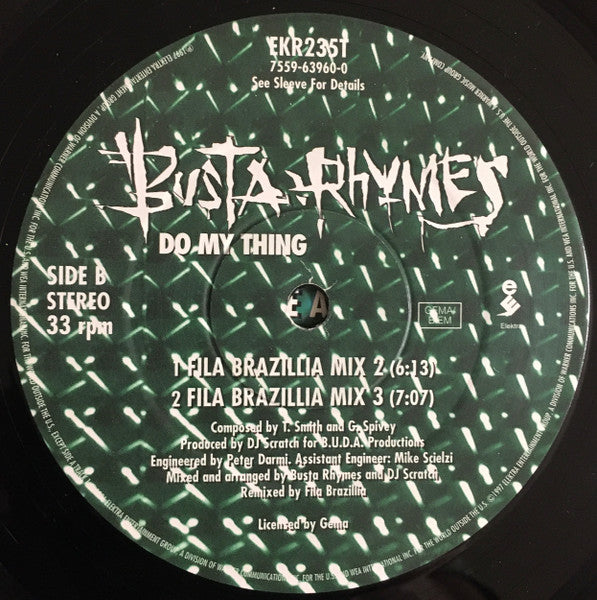 EKR235T
7559-63960-0
See Sleeve For Details
BUSTA RHYMES
DO MY THING
SIDE B
STEREO
33 rpm
E A
GEMA/
BIEM
Elektra
1 FILA BRAZILLIA MIX 2 (6:13)
2 FILA BRAZILLIA MIX 3 (7:07)
Composed by T. Smith and G. Spivey
Produced by DJ Scratch for B.U.D.A. Productions
Engineered by Peter Darmi. Assistant Engineer: Mike Scielzi
Mixed and arranged by Busta Rhymes and DJ Scratch
Remixed by Fila Brazillia
Licensed by Gema